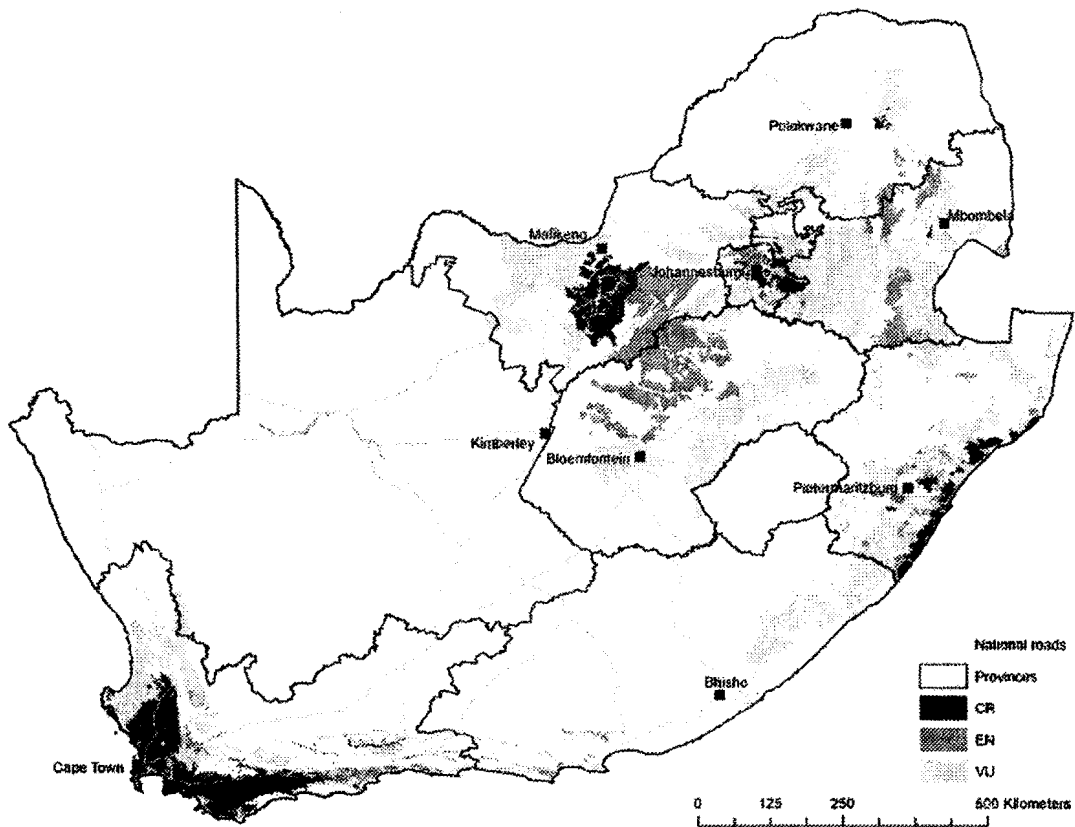 Polokwane
Mbombela
Mafikeng
Johannesburg
Kimberley
Bloemfontein
Pietermaritzburg
Bhisho
Cape Town
National roads
Provinces
CR
EN
VU
0 125 250 500 Kilometers